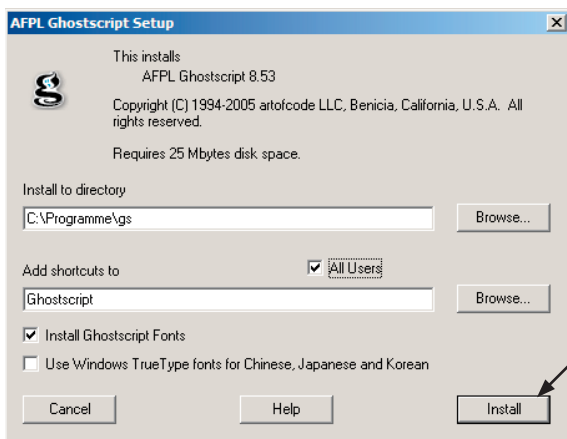 AFPL Ghostscript Setup
This installs
AFPL Ghostscript 8.53
Copyright (C) 1994-2005 artofcode LLC, Benicia, California, U.S.A. All
rights reserved.
Requires 25 Mbytes disk space.
Install to directory
C:\Programme\gs
Browse...
Add shortcuts to
All Users
Ghostscript
Browse...
Install Ghostscript Fonts
Use Windows TrueType fonts for Chinese, Japanese and Korean
Cancel
Help
Install